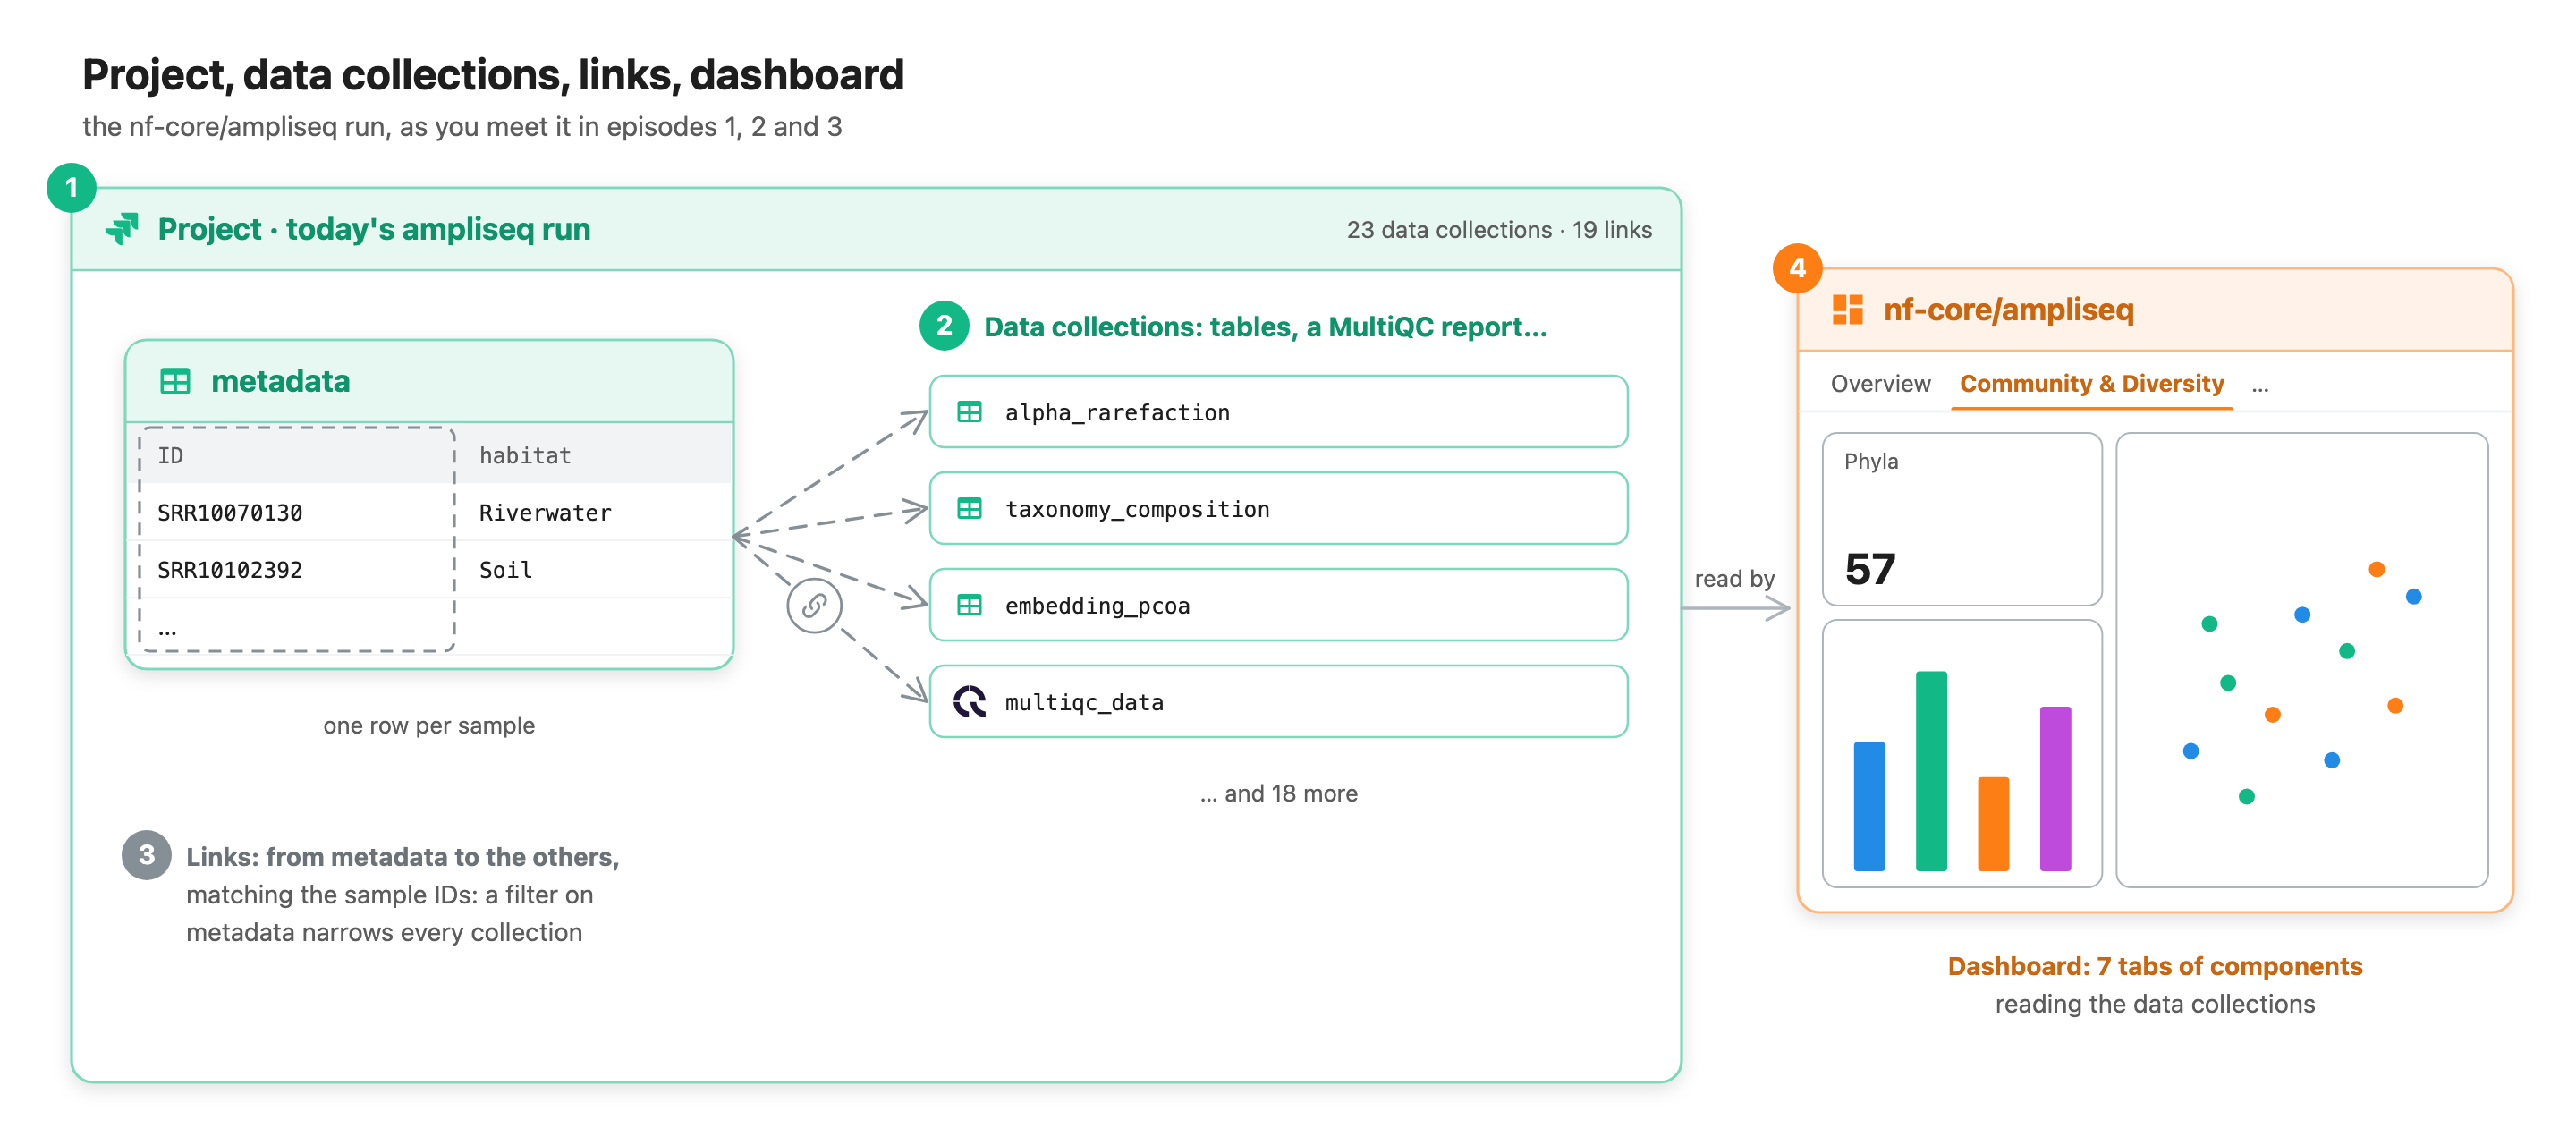 Project, data collections, links, dashboard
the nf-core/ampliseq run, as you meet it in episodes 1, 2 and 3
1
Project · today's ampliseq run
23 data collections · 19 links
metadata
ID habitat
SRR10070130 Riverwater
SRR10102392 Soil
...
one row per sample
2 Data collections: tables, a MultiQC report...
alpha_rarefaction
taxonomy_composition
embedding_pcoa
multiqc_data
... and 18 more
3 Links: from metadata to the others,
matching the sample IDs: a filter on
metadata narrows every collection
read by
4
nf-core/ampliseq
Overview Community & Diversity ...
Phyla
57
Dashboard: 7 tabs of components
reading the data collections